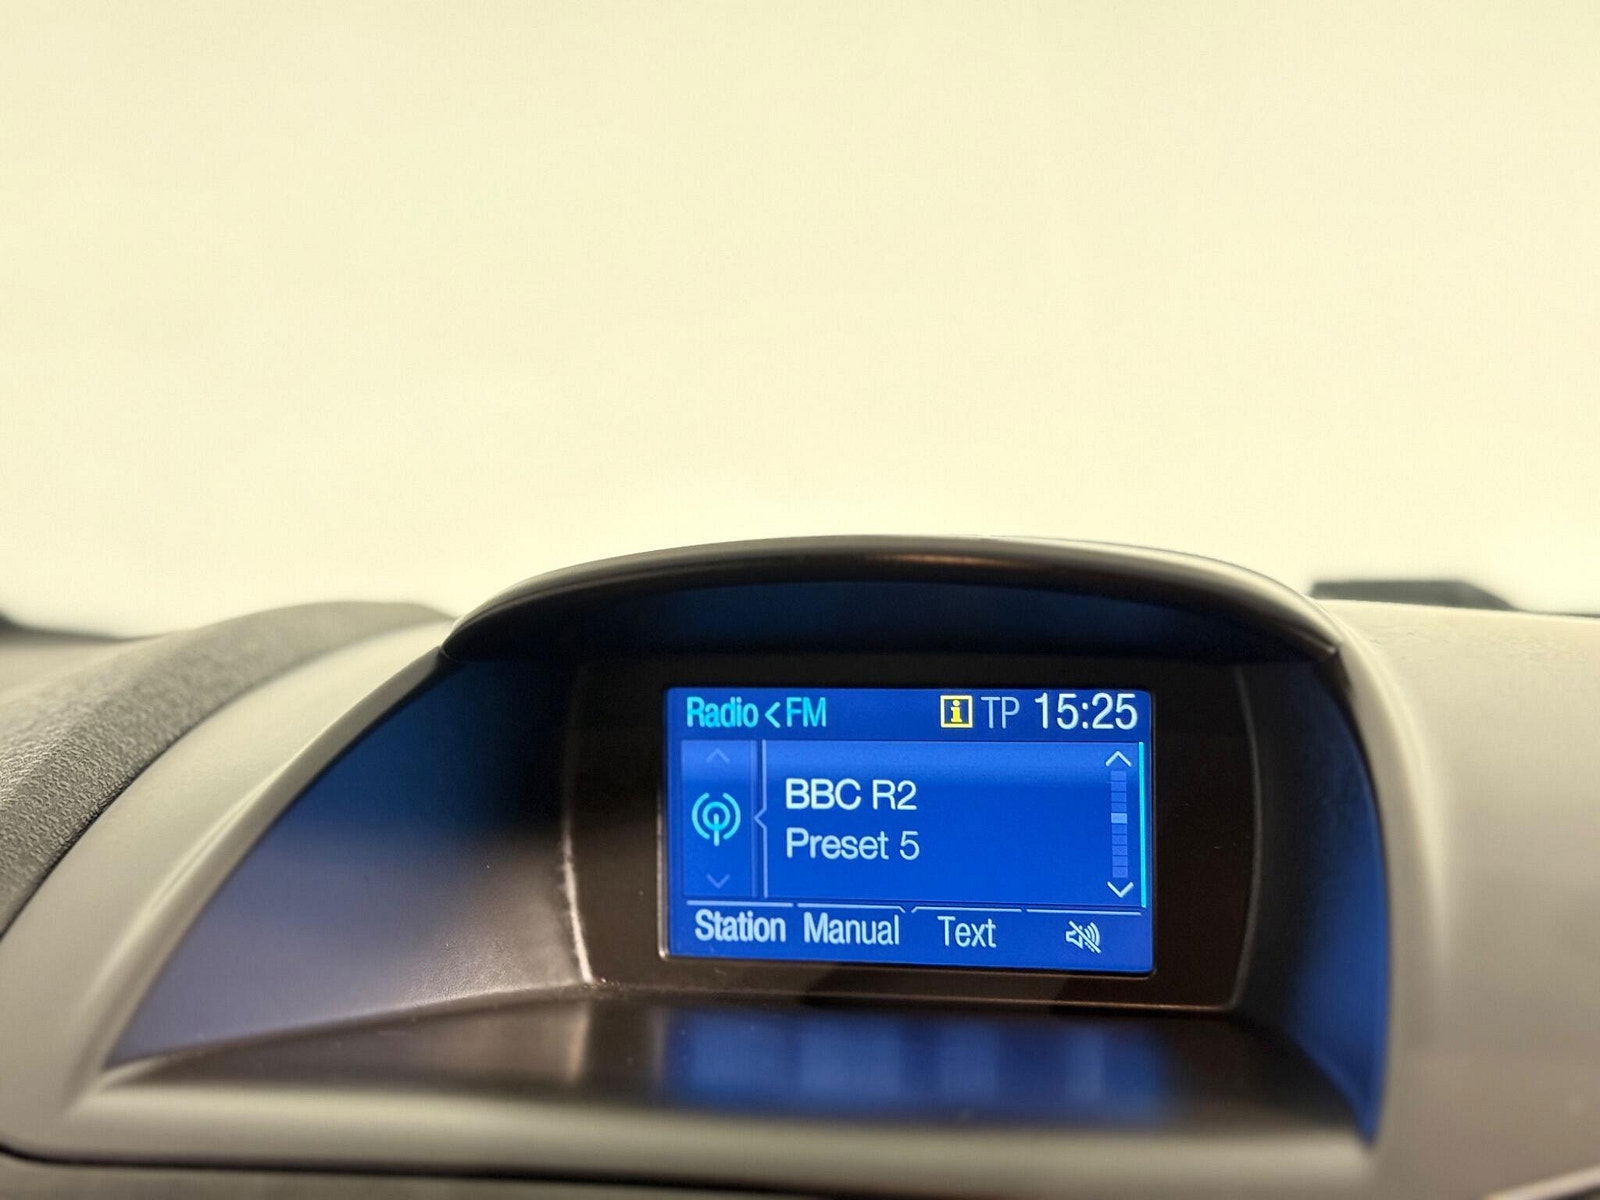 Radio < FM i TP 15:25
BBC R2
Preset 5
Station Manual Text